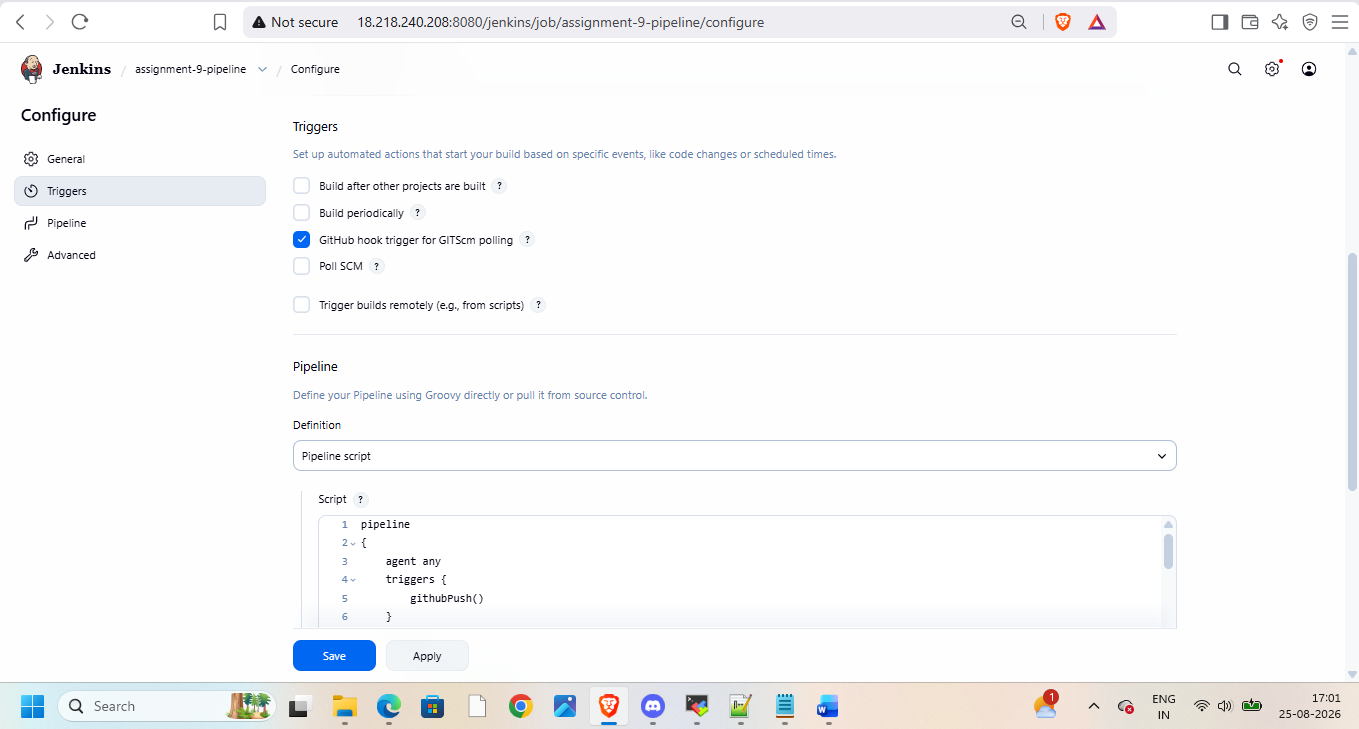 Not secure 18.218.240.208:8080/jenkins/job/assignment-9-pipeline/configure
Jenkins / assignment-9-pipeline / Configure
Configure
General
Triggers
Pipeline
Advanced
Triggers
Set up automated actions that start your build based on specific events, like code changes or scheduled times.
Build after other projects are built ?
Build periodically ?
GitHub hook trigger for GITScm polling ?
Poll SCM ?
Trigger builds remotely (e.g., from scripts) ?
Pipeline
Define your Pipeline using Groovy directly or pull it from source control.
Definition
Pipeline script
Script ?
1 pipeline
2 {
3 agent any
4 triggers {
5 githubPush()
6 }
Save Apply
Search
1
W
ENG
IN
17:01
25-08-2026